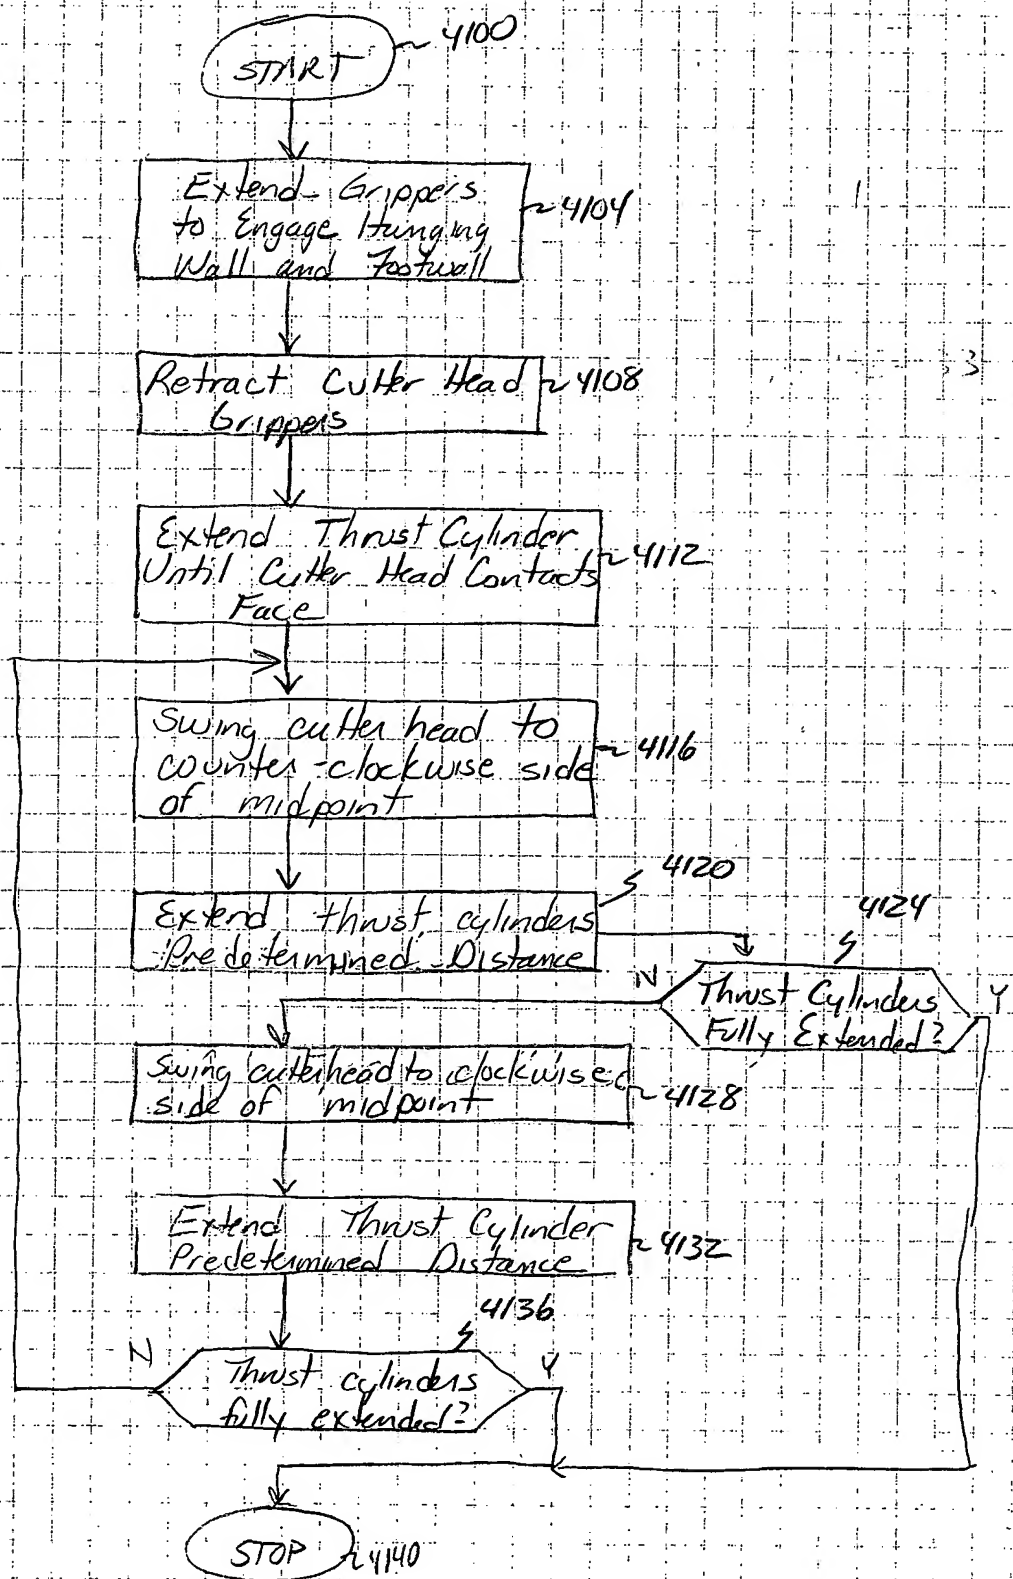 START 4100
Extend Grippers
to Engage Hanging
Wall and Footwall
4104
Retract Cutter Head
Grippers
4108
Extend Thrust Cylinder
Until Cutter Head Contacts
Face
4112
Swing cutter head to
counter-clockwise side
of midpoint
4116
4120
Extend thrust cylinders
Predetermined Distance
4124
Thrust Cylinders
Fully Extended?
N
Y
Swing cutterhead to clockwise
side of midpoint
4128
Extend Thrust Cylinder
Predetermined Distance
4132
4136
N
Y
Thrust cylinders
fully extended?
STOP 4140